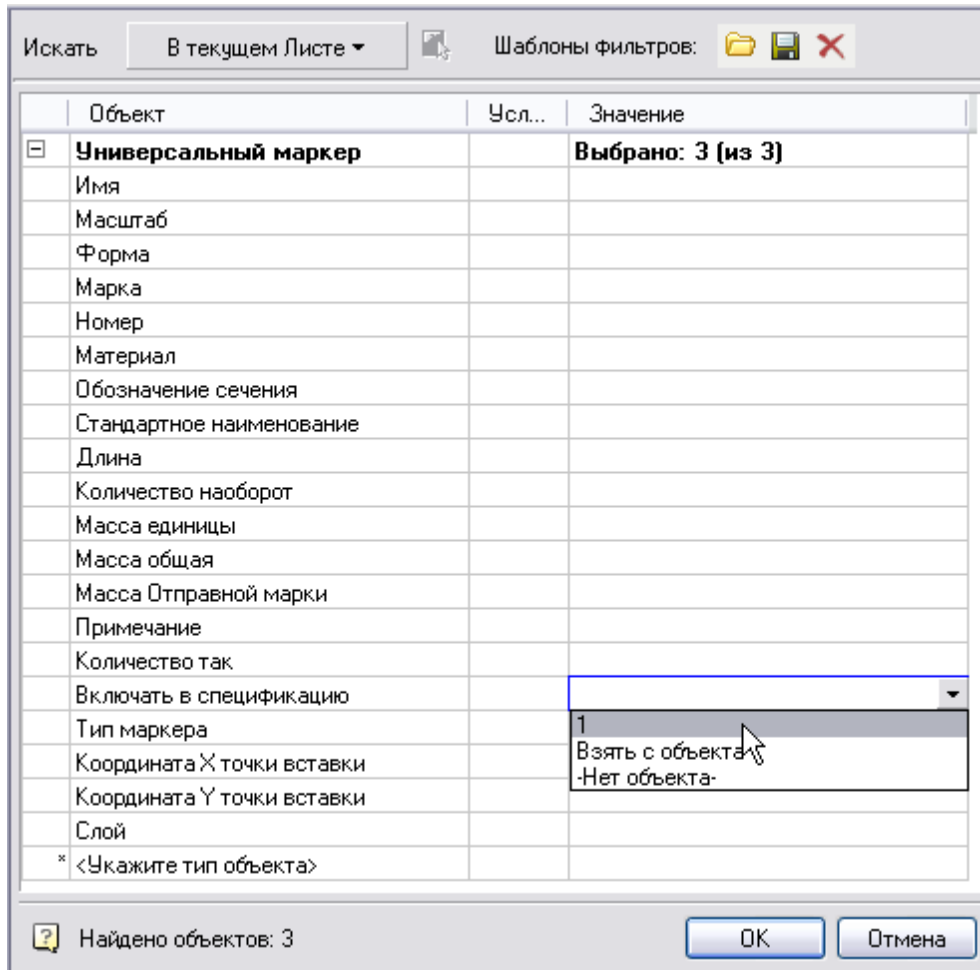 Искать В текущем Листе Шаблоны фильтров:
Объект Усл... Значение
Универсальный маркер Выбрано: 3 (из 3)
Имя
Масштаб
Форма
Марка
Номер
Материал
Обозначение сечения
Стандартное наименование
Длина
Количество наоборот
Масса единицы
Масса общая
Масса Отправной марки
Примечание
Количество так
Включать в спецификацию
Тип маркера 1
Взять с объекта
Координата X точки вставки
-Нет объекта-
Координата Y точки вставки
Слой
* <Укажите тип объекта>
Найдено объектов: 3 OK Отмена